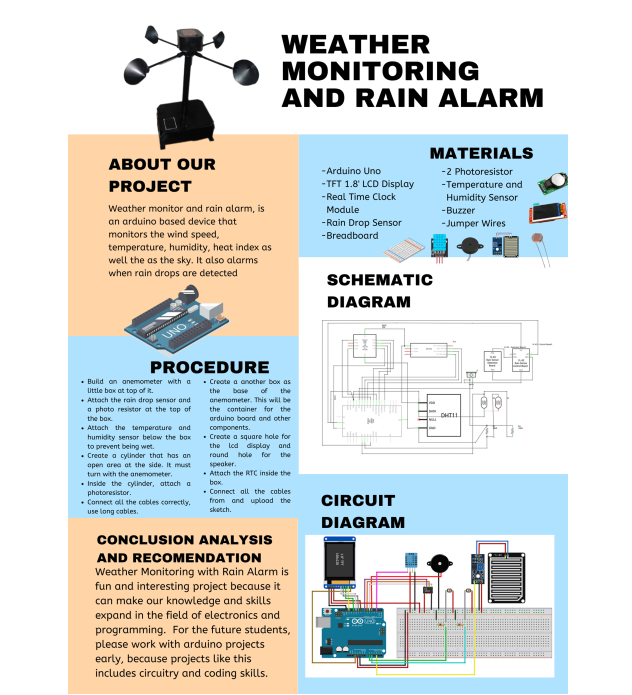 WEATHER
MONITORING
AND RAIN ALARM
ABOUT OUR
PROJECT
Weather monitor and rain alarm, is
an arduino based device that
monitors the wind speed,
temperature, humidity, heat index as
well the as the sky. It also alarms
when rain drops are detected
UNO
MATERIALS
-Arduino Uno
-TFT 1.8' LCD Display
-Real Time Clock
Module
-Rain Drop Sensor
-Breadboard
-2 Photoresistor
-Temperature and
Humidity Sensor
-Buzzer
-Jumper Wires
SCHEMATIC
DIAGRAM
DHT11
PROCEDURE
• Build an anemometer with a
little box at top of it.
• Attach the rain drop sensor and
a photo resistor at the top of
the box.
• Attach the temperature and
humidity sensor below the box
to prevent being wet.
• Create a cylinder that has an
open area at the side. It must
turn with the anemometer.
• Inside the cylinder, attach a
photoresistor.
• Connect all the cables correctly,
use long cables.
• Create a another box as
the base of the
anemometer. This will be
the container for the
arduino board and other
components.
• Create a square hole for
the lcd display and
round hole for the
speaker.
• Attach the RTC inside the
box.
• Connect all the cables
from and upload the
sketch.
CIRCUIT
DIAGRAM
CONCLUSION ANALYSIS
AND RECOMENDATION
Weather Monitoring with Rain Alarm is
fun and interesting project because it
can make our knowledge and skills
expand in the field of electronics and
programming. For the future students,
please work with arduino projects
early, because projects like this
includes circuitry and coding skills.